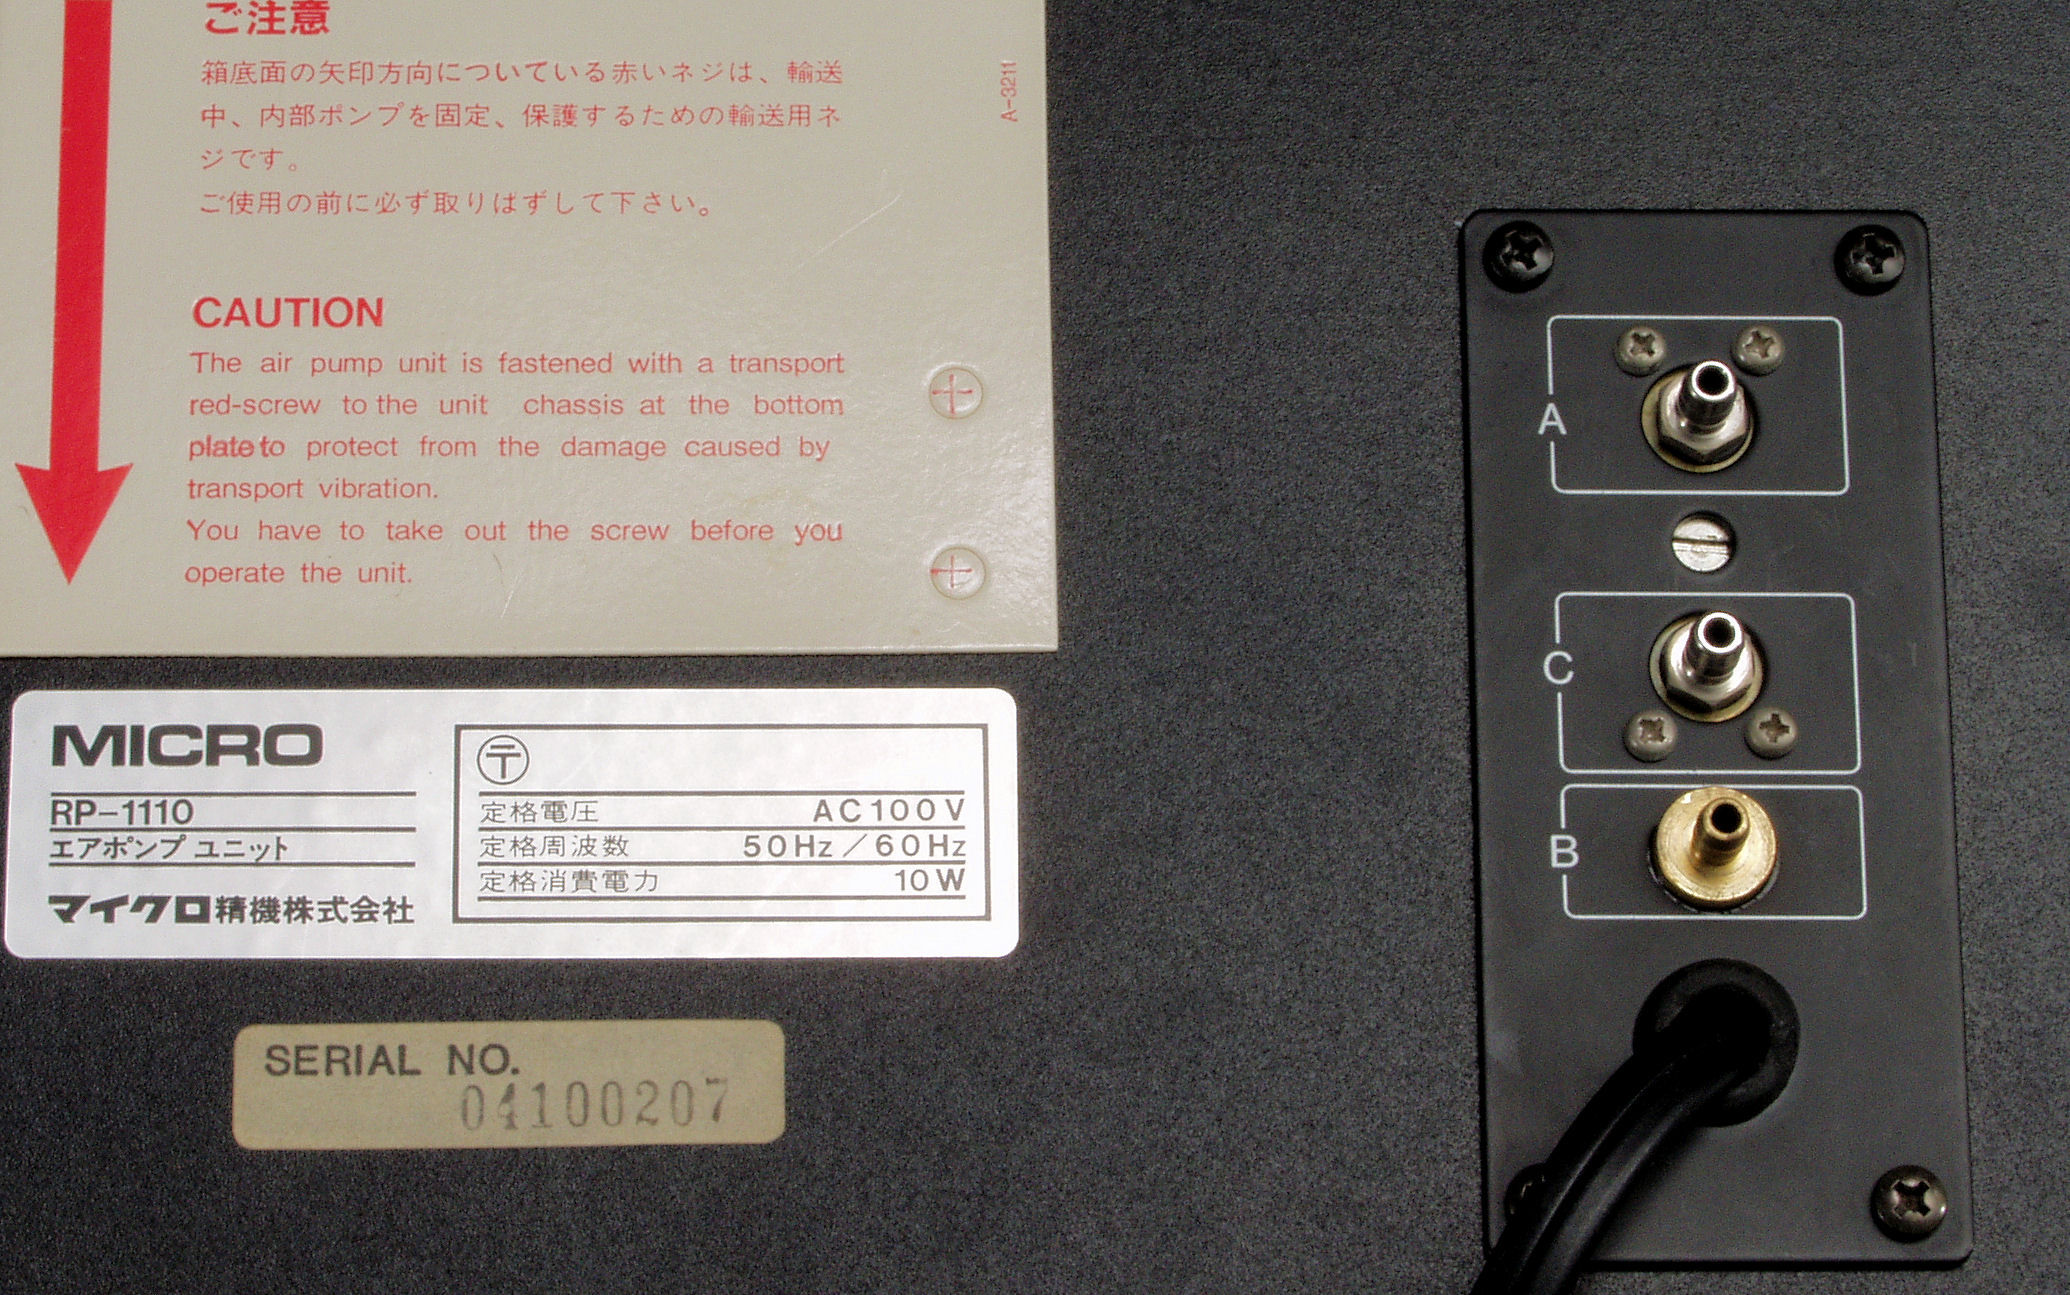 ご注意
箱底面の矢印方向についている赤いネジは、輸送
中、内部ポンプを固定、保護するための輸送用ネ
ジです。
ご使用の前に必ず取りはずして下さい。
A-3211
CAUTION
The air pump unit is fastened with a transport
red-screw to the unit chassis at the bottom
plate to protect from the damage caused by
transport vibration.
You have to take out the screw before you
operate the unit.
MICRO
RP-1110
エアポンプ ユニット
マイクロ精機株式会社
〒
定格電圧 AC100V
定格周波数 50Hz/60Hz
定格消費電力 10W
SERIAL NO.
04100207
A
C
B